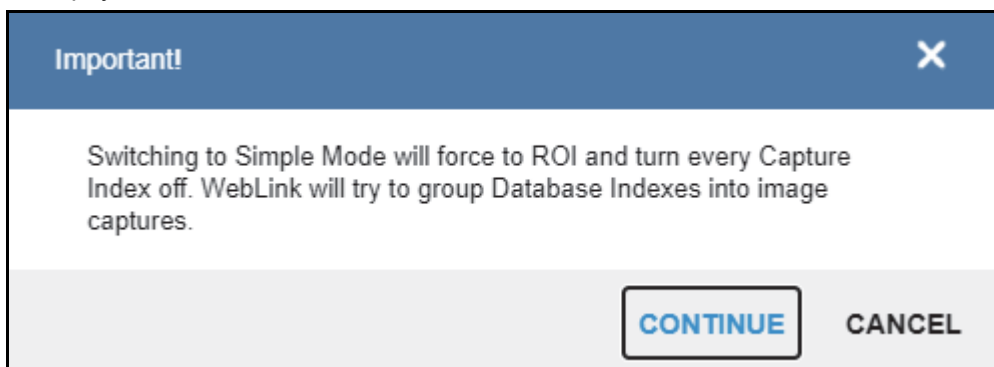 Important!
Switching to Simple Mode will force to ROI and turn every Capture
Index off. WebLink will try to group Database Indexes into image
captures.
CONTINUE CANCEL